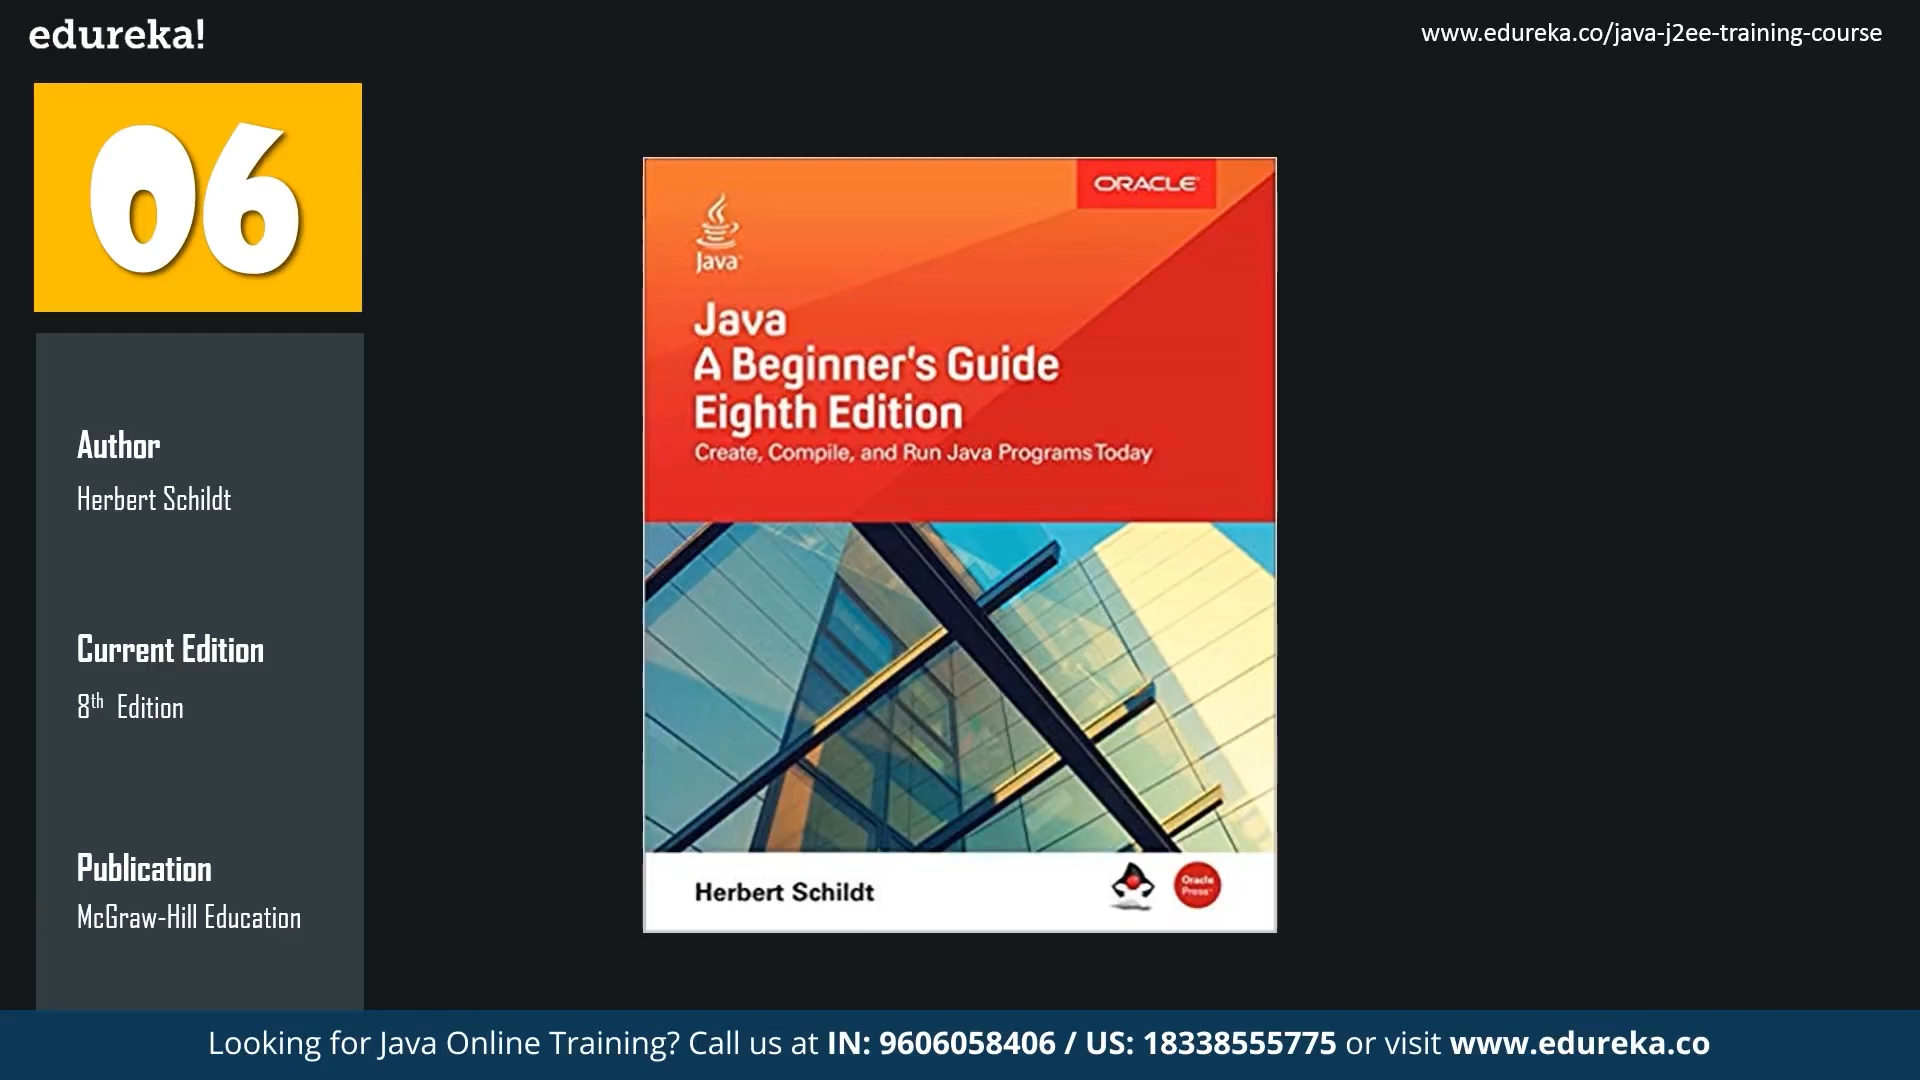 edureka!
www.edureka.co/java-j2ee-training-course
06
Author
Herbert Schildt
Current Edition
8th Edition
Publication
McGraw-Hill Education
ORACLE
Java
Java
A Beginner's Guide
Eighth Edition
Create, Compile, and Run Java Programs Today
Herbert Schildt
Oracle
Press
Looking for Java Online Training? Call us at IN: 9606058406 / US: 18338555775 or visit www.edureka.co